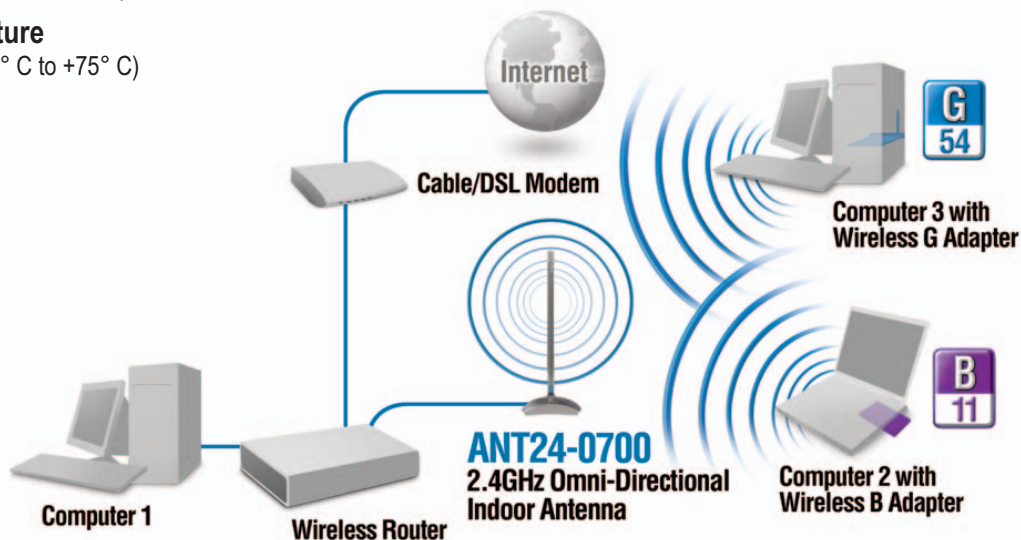 ° C to +75° C)
Internet
Cable/DSL Modem
G
54
Computer 3 with
Wireless G Adapter
ANT24-0700
2.4GHz Omni-Directional
Indoor Antenna
B
11
Computer 2 with
Wireless B Adapter
Computer 1
Wireless Router